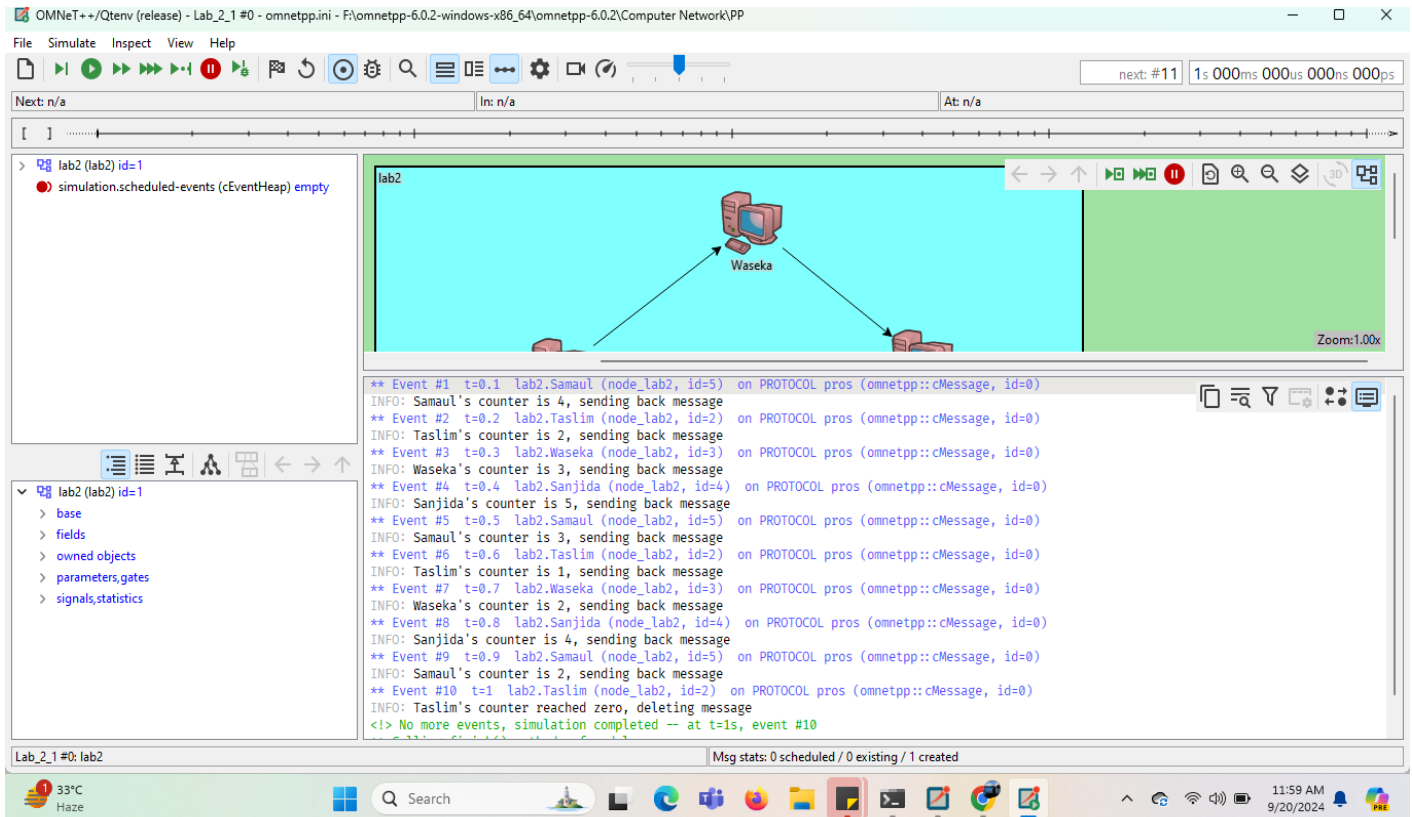 OMNeT++/Qtenv (release) - Lab_2_1 #0 - omnetpp.ini - F:\omnetpp-6.0.2-windows-x86_64\omnetpp-6.0.2\Computer Network\PP
File Simulate Inspect View Help
next: #11 1s 000ms 000us 000ns 000ps
Next: n/a In: n/a At: n/a
[ ]
lab2 (lab2) id=1
simulation.scheduled-events (cEventHeap) empty
lab2
3D
Waseka
Zoom:1.00x
** Event #1 t=0.1 lab2.Samaul (node_lab2, id=5) on PROTOCOL pros (omnetpp::cMessage, id=0)
INFO: Samaul's counter is 4, sending back message
** Event #2 t=0.2 lab2.Taslim (node_lab2, id=2) on PROTOCOL pros (omnetpp::cMessage, id=0)
INFO: Taslim's counter is 2, sending back message
** Event #3 t=0.3 lab2.Waseka (node_lab2, id=3) on PROTOCOL pros (omnetpp::cMessage, id=0)
INFO: Waseka's counter is 3, sending back message
** Event #4 t=0.4 lab2.Sanjida (node_lab2, id=4) on PROTOCOL pros (omnetpp::cMessage, id=0)
INFO: Sanjida's counter is 5, sending back message
** Event #5 t=0.5 lab2.Samaul (node_lab2, id=5) on PROTOCOL pros (omnetpp::cMessage, id=0)
INFO: Samaul's counter is 3, sending back message
** Event #6 t=0.6 lab2.Taslim (node_lab2, id=2) on PROTOCOL pros (omnetpp::cMessage, id=0)
INFO: Taslim's counter is 1, sending back message
** Event #7 t=0.7 lab2.Waseka (node_lab2, id=3) on PROTOCOL pros (omnetpp::cMessage, id=0)
INFO: Waseka's counter is 2, sending back message
** Event #8 t=0.8 lab2.Sanjida (node_lab2, id=4) on PROTOCOL pros (omnetpp::cMessage, id=0)
INFO: Sanjida's counter is 4, sending back message
** Event #9 t=0.9 lab2.Samaul (node_lab2, id=5) on PROTOCOL pros (omnetpp::cMessage, id=0)
INFO: Samaul's counter is 2, sending back message
** Event #10 t=1 lab2.Taslim (node_lab2, id=2) on PROTOCOL pros (omnetpp::cMessage, id=0)
INFO: Taslim's counter reached zero, deleting message
<!> No more events, simulation completed -- at t=1s, event #10
lab2 (lab2) id=1
base
fields
owned objects
parameters,gates
signals,statistics
Lab_2_1 #0: lab2 Msg stats: 0 scheduled / 0 existing / 1 created
1
33°C
Haze
Search
11:59 AM
9/20/2024
PRE